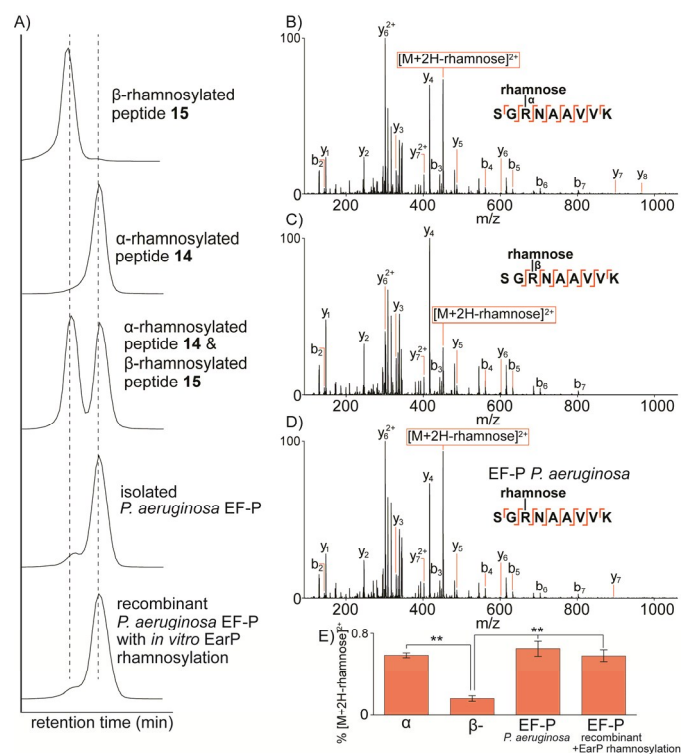 A)
β-rhamnosylated
peptide 15
α-rhamnosylated
peptide 14
α-rhamnosylated
peptide 14 &
β-rhamnosylated
peptide 15
isolated
P. aeruginosa EF-P
recombinant
P. aeruginosa EF-P
with in vitro EarP
rhamnosylation
retention time (min)
B)
100
y6 2+
[M+2H-rhamnose]2+
y4
rhamnose
α
S G R N A A V V K
b2 y1 y2 y3 y7 2+ b3 y5 b4 y6 b5 b6 b7 y7 y8
0
200 400 600 800 1000
m/z
C)
100
y4
y6 2+
rhamnose
β
S G R N A A V V K
[M+2H-rhamnose]2+
b2 y1 y2 y3 y7 2+ b3 y5 b4 y6 b5 b6 b7
0
200 400 600 800 1000
m/z
D)
100
y6 2+
[M+2H-rhamnose]2+
y4
EF-P P. aeruginosa
rhamnose
S G R N A A V V K
b2 y1 y2 y3 y7 2+ b3 y5 b4 y6 b5 b0 b7 y7
0
200 400 600 800 1000
m/z
E)
% [M+2H-rhamnose]2+
0.8
0
** **
α β- EF-P EF-P
P. aeruginosa recombinant
+EarP rhamnosylation